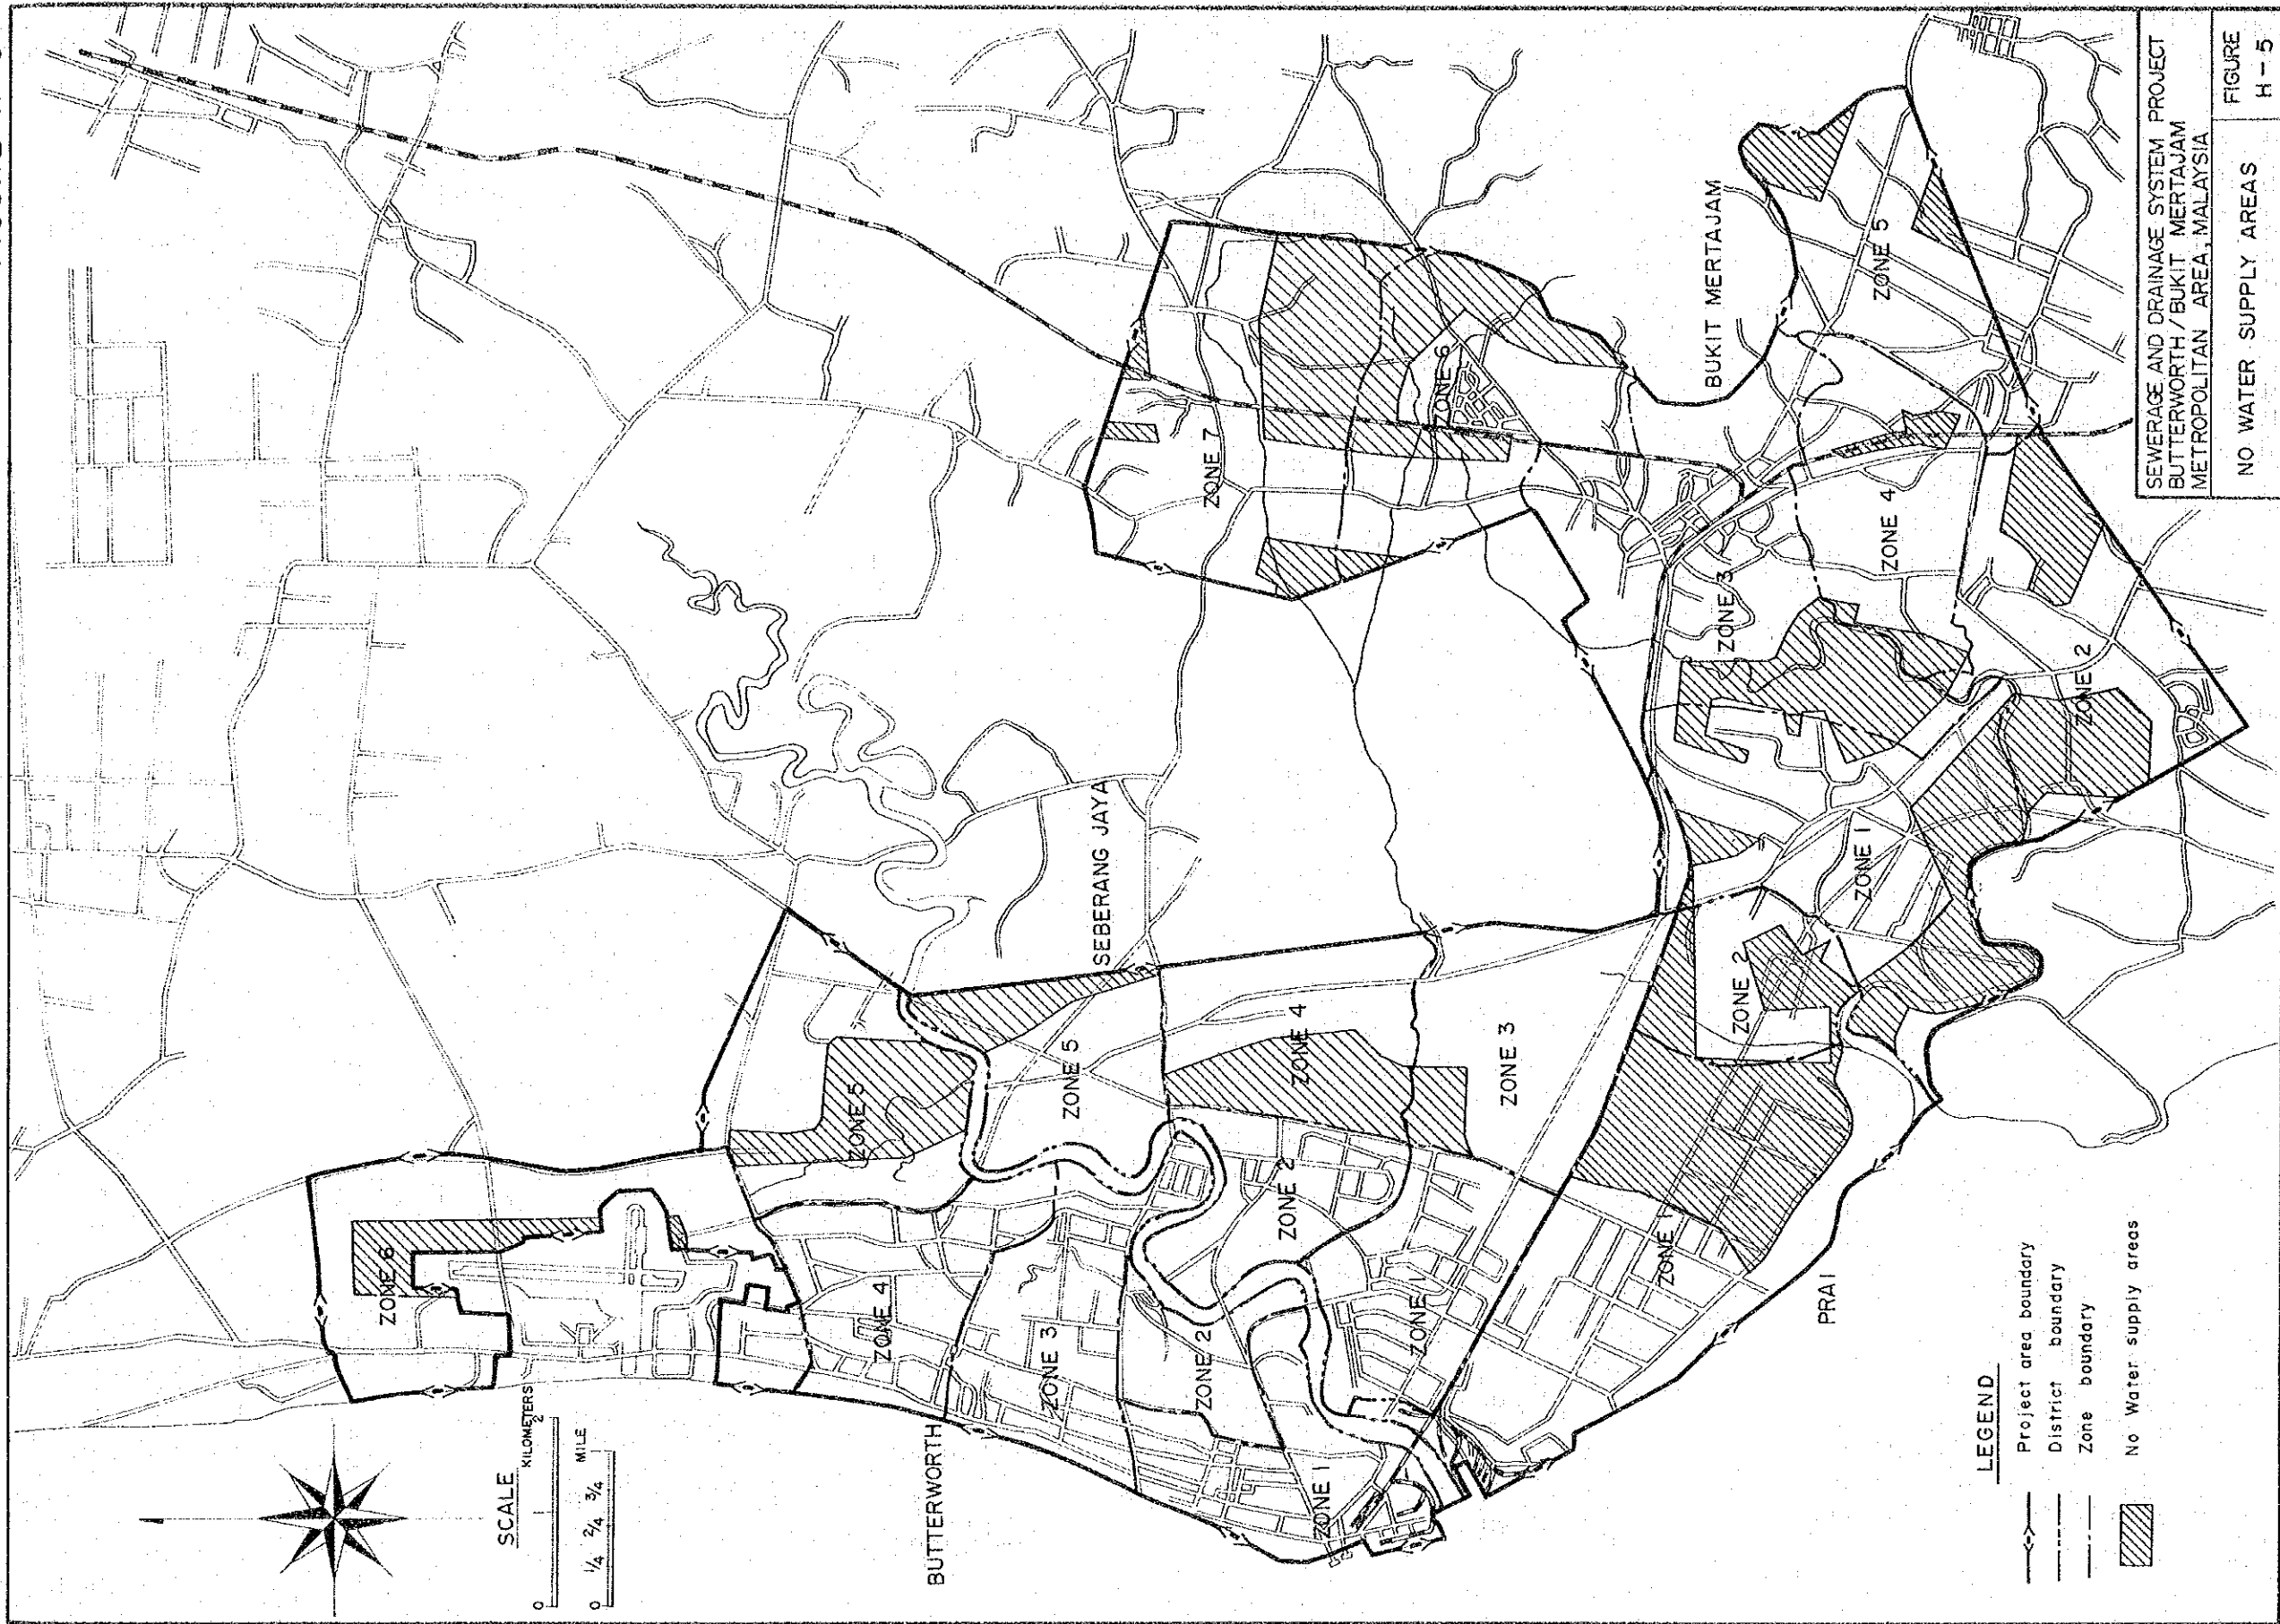 SEWERAGE AND DRAINAGE SYSTEM PROJECT
BUTTERWORTH / BUKIT MERTAJAM
METROPOLITAN AREA, MALAYSIA
NO WATER SUPPLY AREAS
FIGURE
H - 5
SCALE
KILOMETERS
0 1 2
MILE
0 1/4 2/4 3/4
BUTTERWORTH
ZONE 1
ZONE 2
ZONE 3
ZONE 4
ZONE 5
ZONE 6
SEBERANG JAYA
ZONE 1
ZONE 2
ZONE 3
ZONE 4
ZONE 5
PRAI
ZONE 1
ZONE 2
BUKIT MERTAJAM
ZONE 1
ZONE 2
ZONE 3
ZONE 4
ZONE 5
ZONE 6
ZONE 7
LEGEND
Project area boundary
District boundary
Zone boundary
No Water supply areas